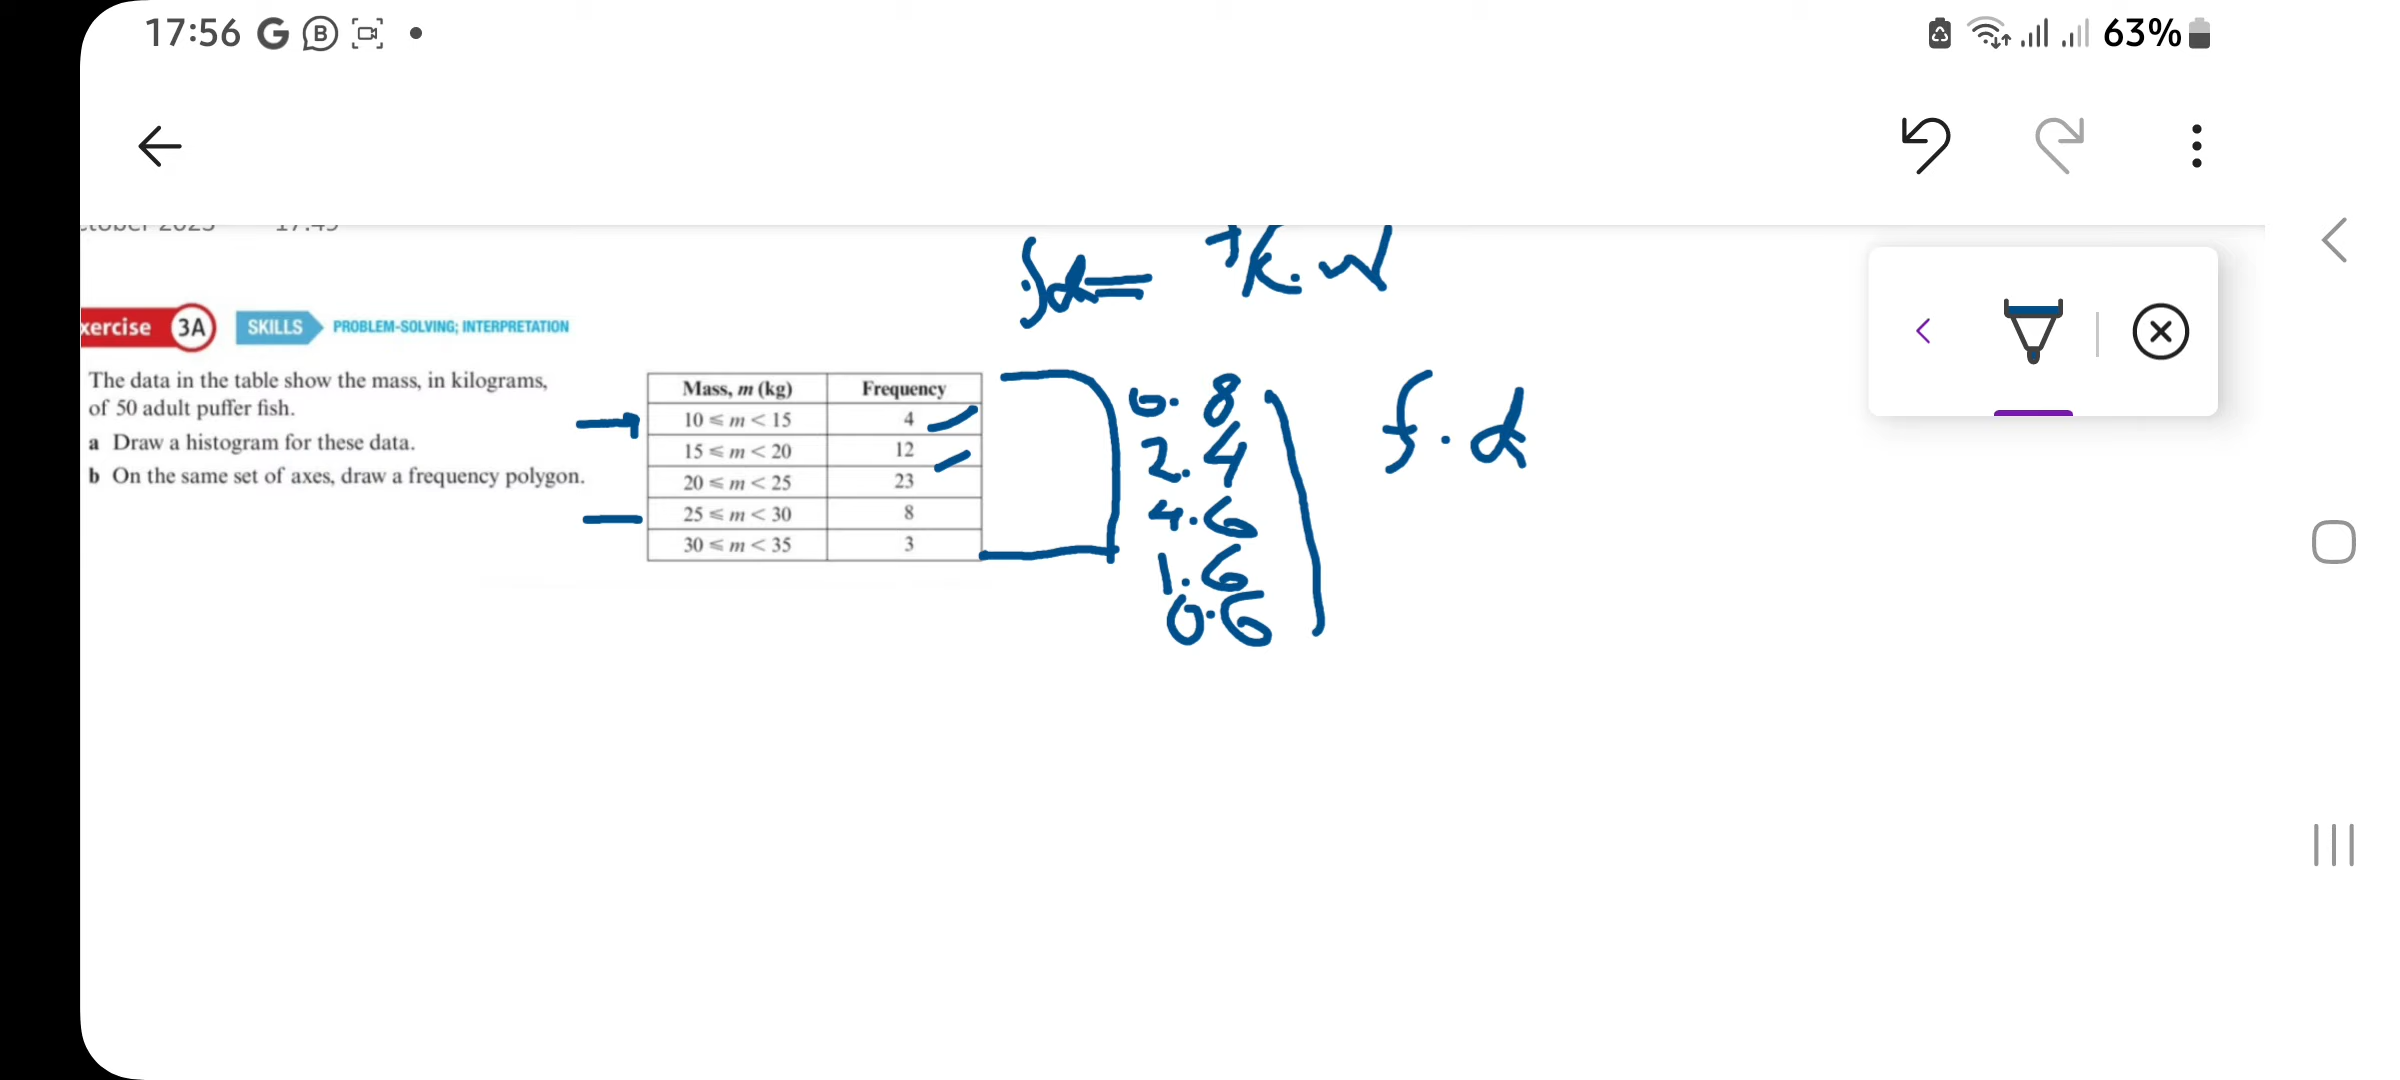 17:56
63%
xercise 3A SKILLS PROBLEM-SOLVING; INTERPRETATION
The data in the table show the mass, in kilograms,
of 50 adult puffer fish.
a Draw a histogram for these data.
b On the same set of axes, draw a frequency polygon.
Mass, m (kg) Frequency
10 ⩽ m < 15 4
15 ⩽ m < 20 12
20 ⩽ m < 25 23
25 ⩽ m < 30 8
30 ⩽ m < 35 3
0.8
2.4
4.6
1.6
0.6
f.d